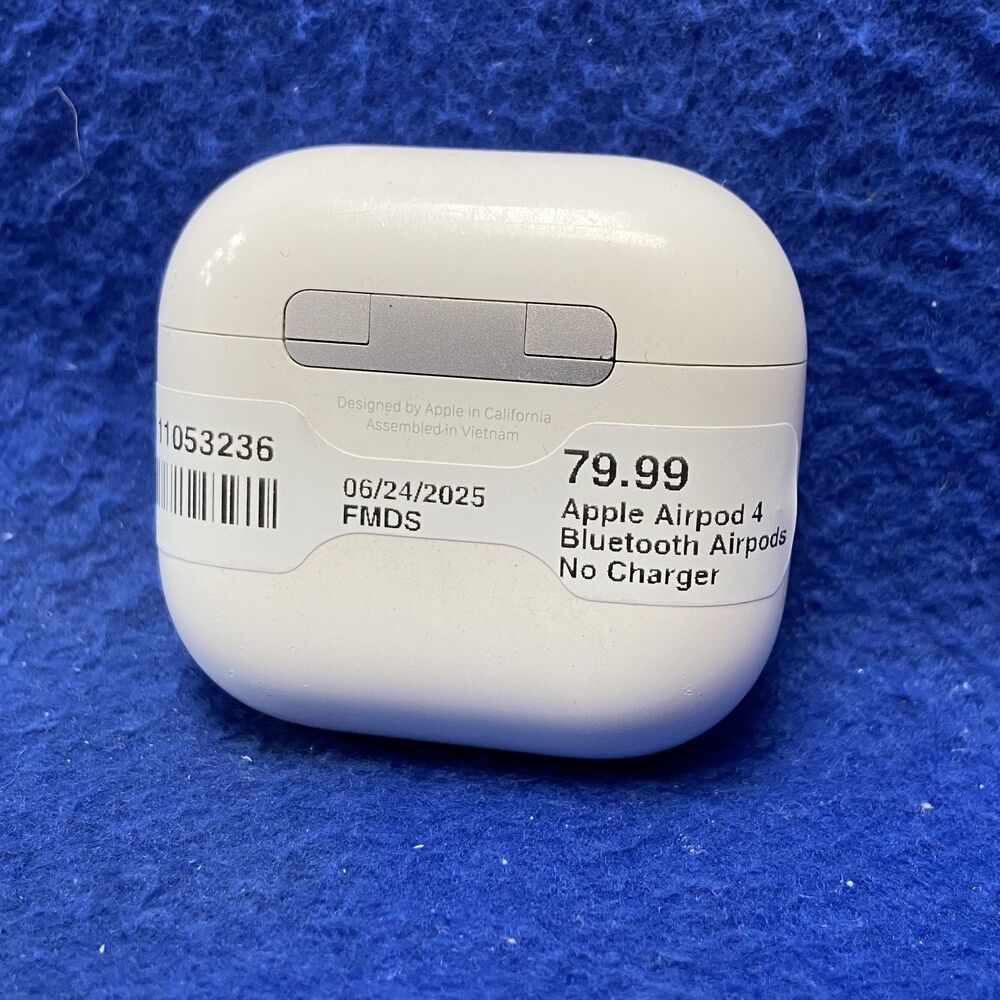 Designed by Apple in California
Assembled in Vietnam
11053236
06/24/2025
FMDS
79.99
Apple Airpod 4
Bluetooth Airpods
No Charger